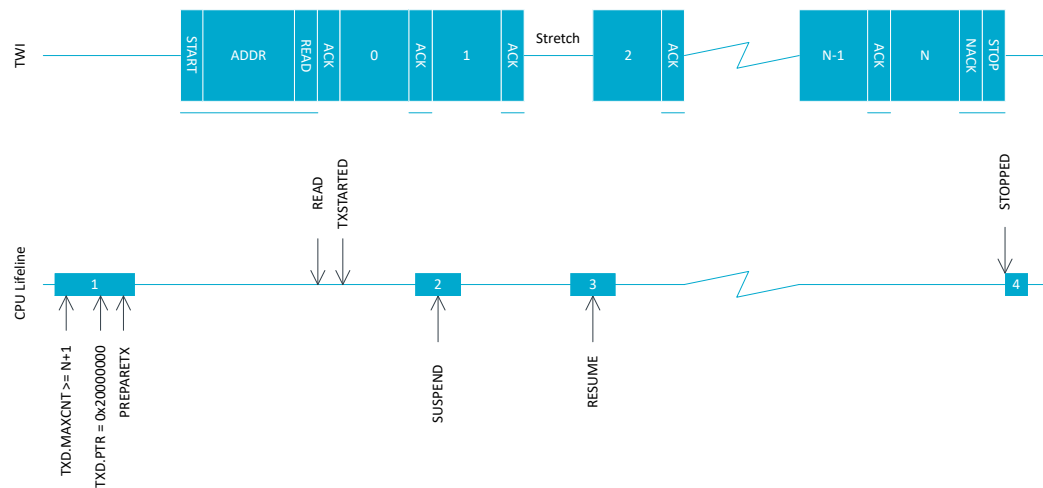 TWI
START
ADDR
READ
ACK
0
ACK
1
ACK
Stretch
2
ACK
N-1
ACK
N
NACK
STOP
CPU Lifeline
READ
TXSTARTED
STOPPED
1
2
3
4
TXD.MAXCNT >= N+1
TXD.PTR = 0x20000000
PREPARETX
SUSPEND
RESUME